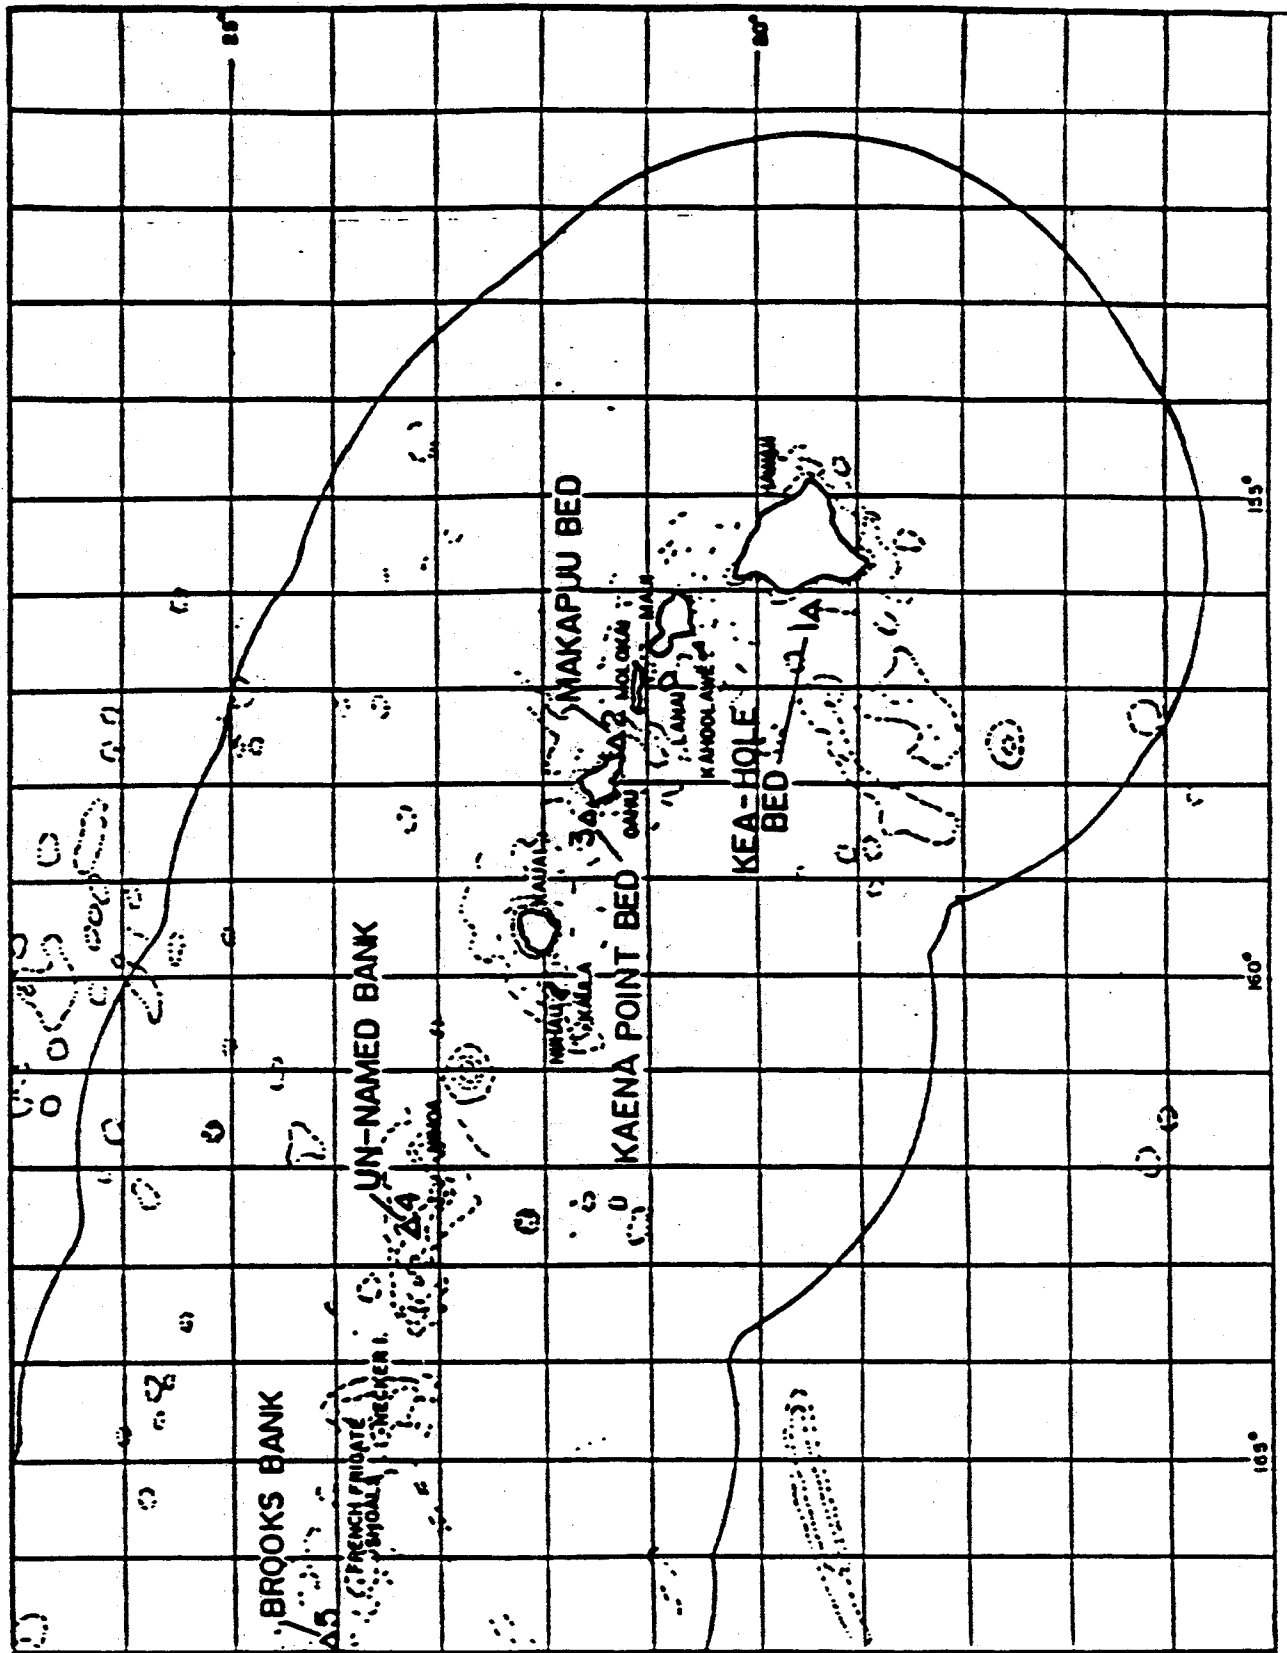 25°
20°
155°
160°
165°
HAWAII
MAKAPUU BED
MAUI
MOLOKAI
2
LANAI
KAHOOLAWE
1
KEA-HOLE
BED
OAHU
3
KAENA POINT BED
KAUAI
NIIHAU
UN-NAMED BANK
4
NIHOA
NECKER I.
FRENCH FRIGATE
SHOALS
BROOKS BANK
5